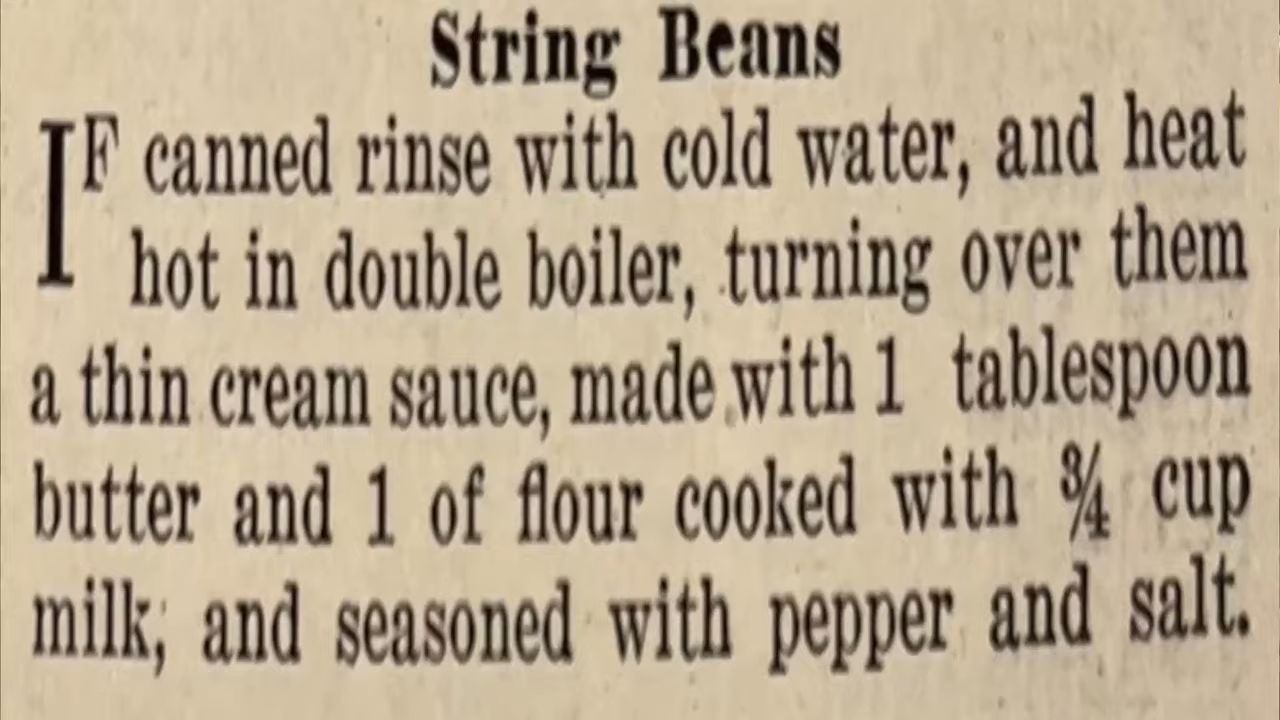 String Beans
IF canned rinse with cold water, and heat
hot in double boiler, turning over them
a thin cream sauce, made with 1 tablespoon
butter and 1 of flour cooked with ¾ cup
milk, and seasoned with pepper and salt.